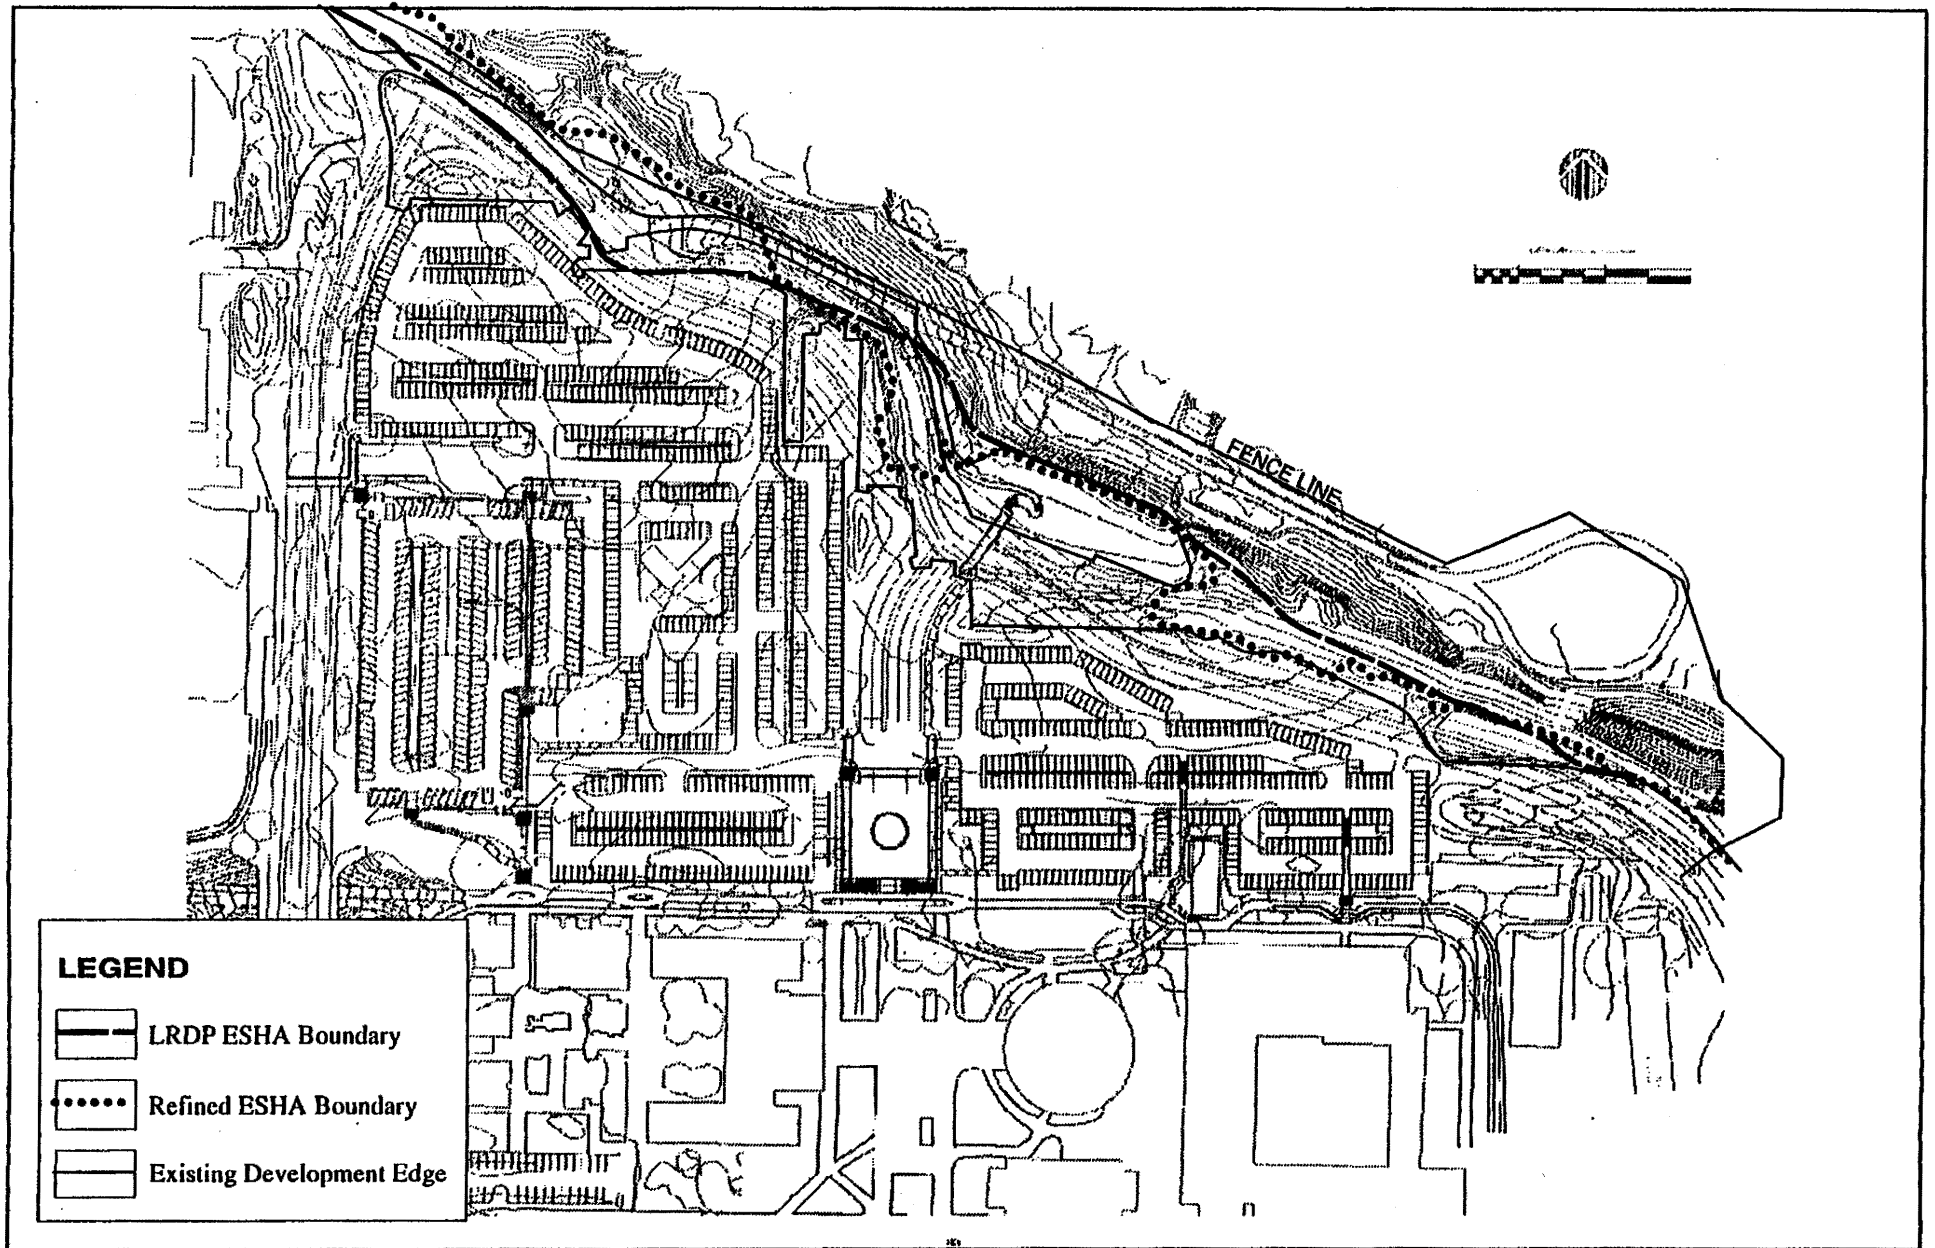 FENCE LINE
LEGEND
LRDP ESHA Boundary
Refined ESHA Boundary
Existing Development Edge